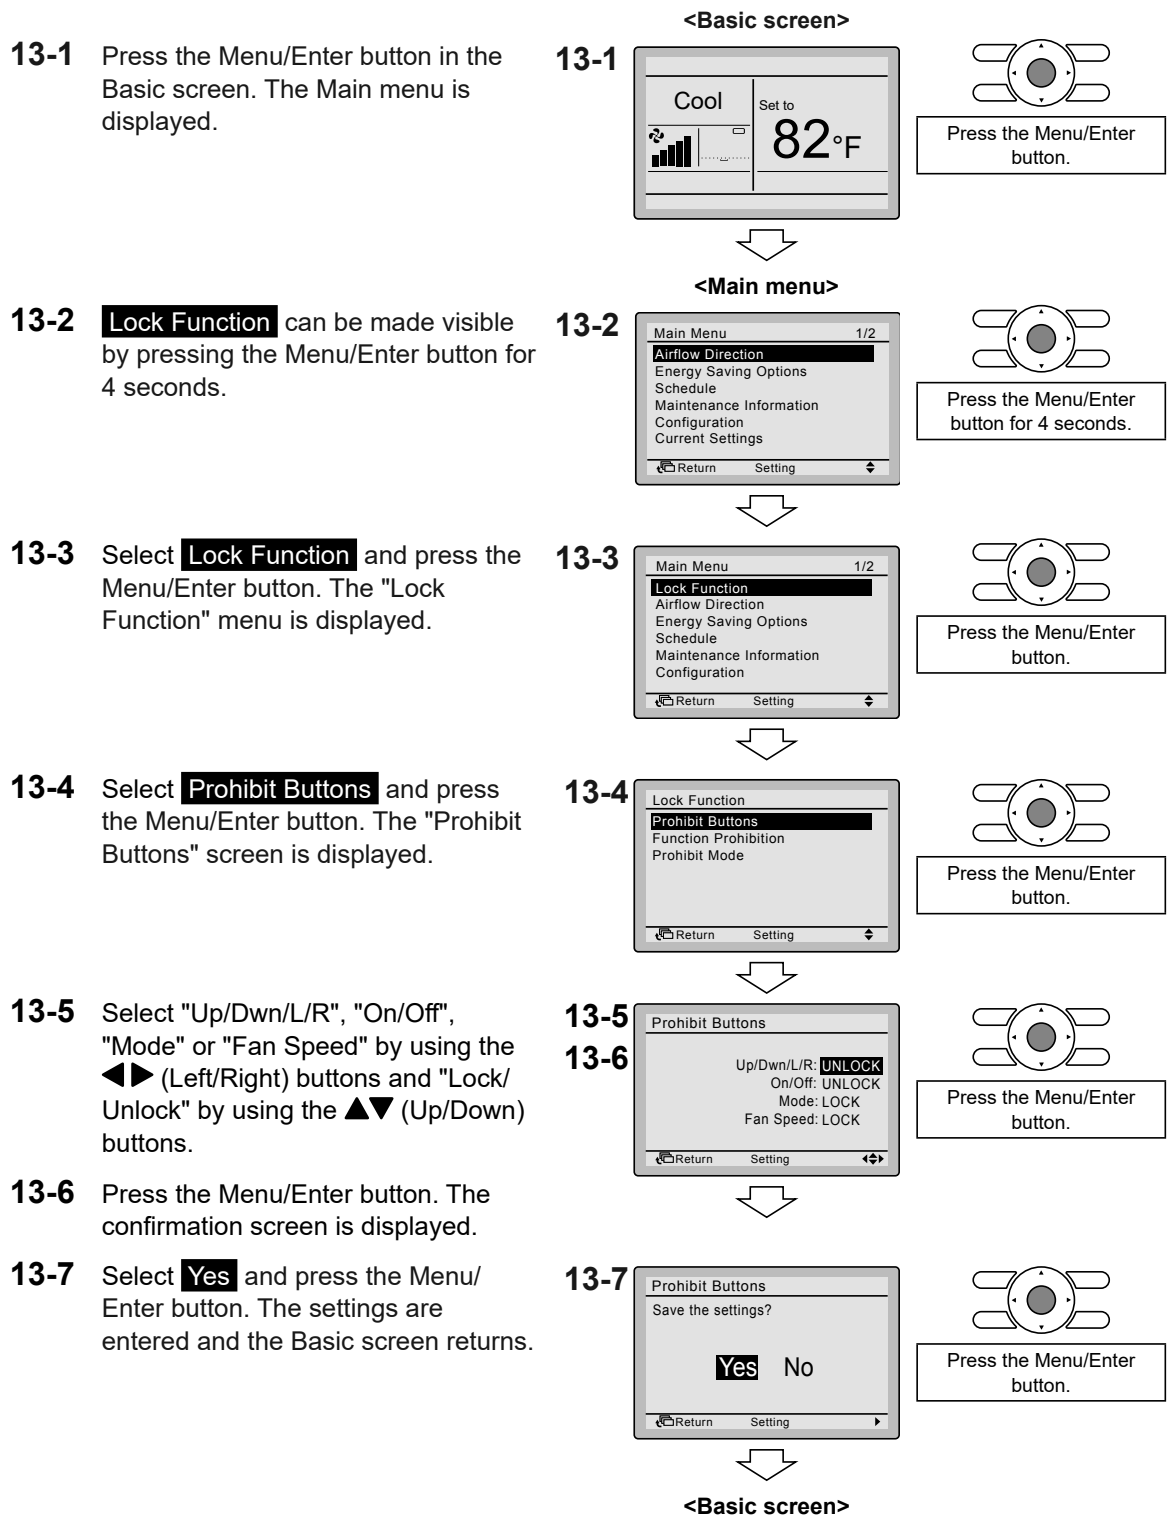 <Basic screen>
13-1 Press the Menu/Enter button in the
Basic screen. The Main menu is
displayed.
13-1
Cool
Set to
82°F
Press the Menu/Enter
button.
<Main menu>
13-2 Lock Function can be made visible
by pressing the Menu/Enter button for
4 seconds.
13-2
Main Menu 1/2
Airflow Direction
Energy Saving Options
Schedule
Maintenance Information
Configuration
Current Settings
Return Setting
Press the Menu/Enter
button for 4 seconds.
13-3 Select Lock Function and press the
Menu/Enter button. The "Lock
Function" menu is displayed.
13-3
Main Menu 1/2
Lock Function
Airflow Direction
Energy Saving Options
Schedule
Maintenance Information
Configuration
Return Setting
Press the Menu/Enter
button.
13-4 Select Prohibit Buttons and press
the Menu/Enter button. The "Prohibit
Buttons" screen is displayed.
13-4
Lock Function
Prohibit Buttons
Function Prohibition
Prohibit Mode
Return Setting
Press the Menu/Enter
button.
13-5 Select "Up/Dwn/L/R", "On/Off",
"Mode" or "Fan Speed" by using the
◀▶ (Left/Right) buttons and "Lock/
Unlock" by using the ▲▼ (Up/Down)
buttons.
13-6 Press the Menu/Enter button. The
confirmation screen is displayed.
13-5
13-6
Prohibit Buttons
Up/Dwn/L/R: UNLOCK
On/Off: UNLOCK
Mode: LOCK
Fan Speed: LOCK
Return Setting
Press the Menu/Enter
button.
13-7 Select Yes and press the Menu/
Enter button. The settings are
entered and the Basic screen returns.
13-7
Prohibit Buttons
Save the settings?
Yes No
Return Setting
Press the Menu/Enter
button.
<Basic screen>